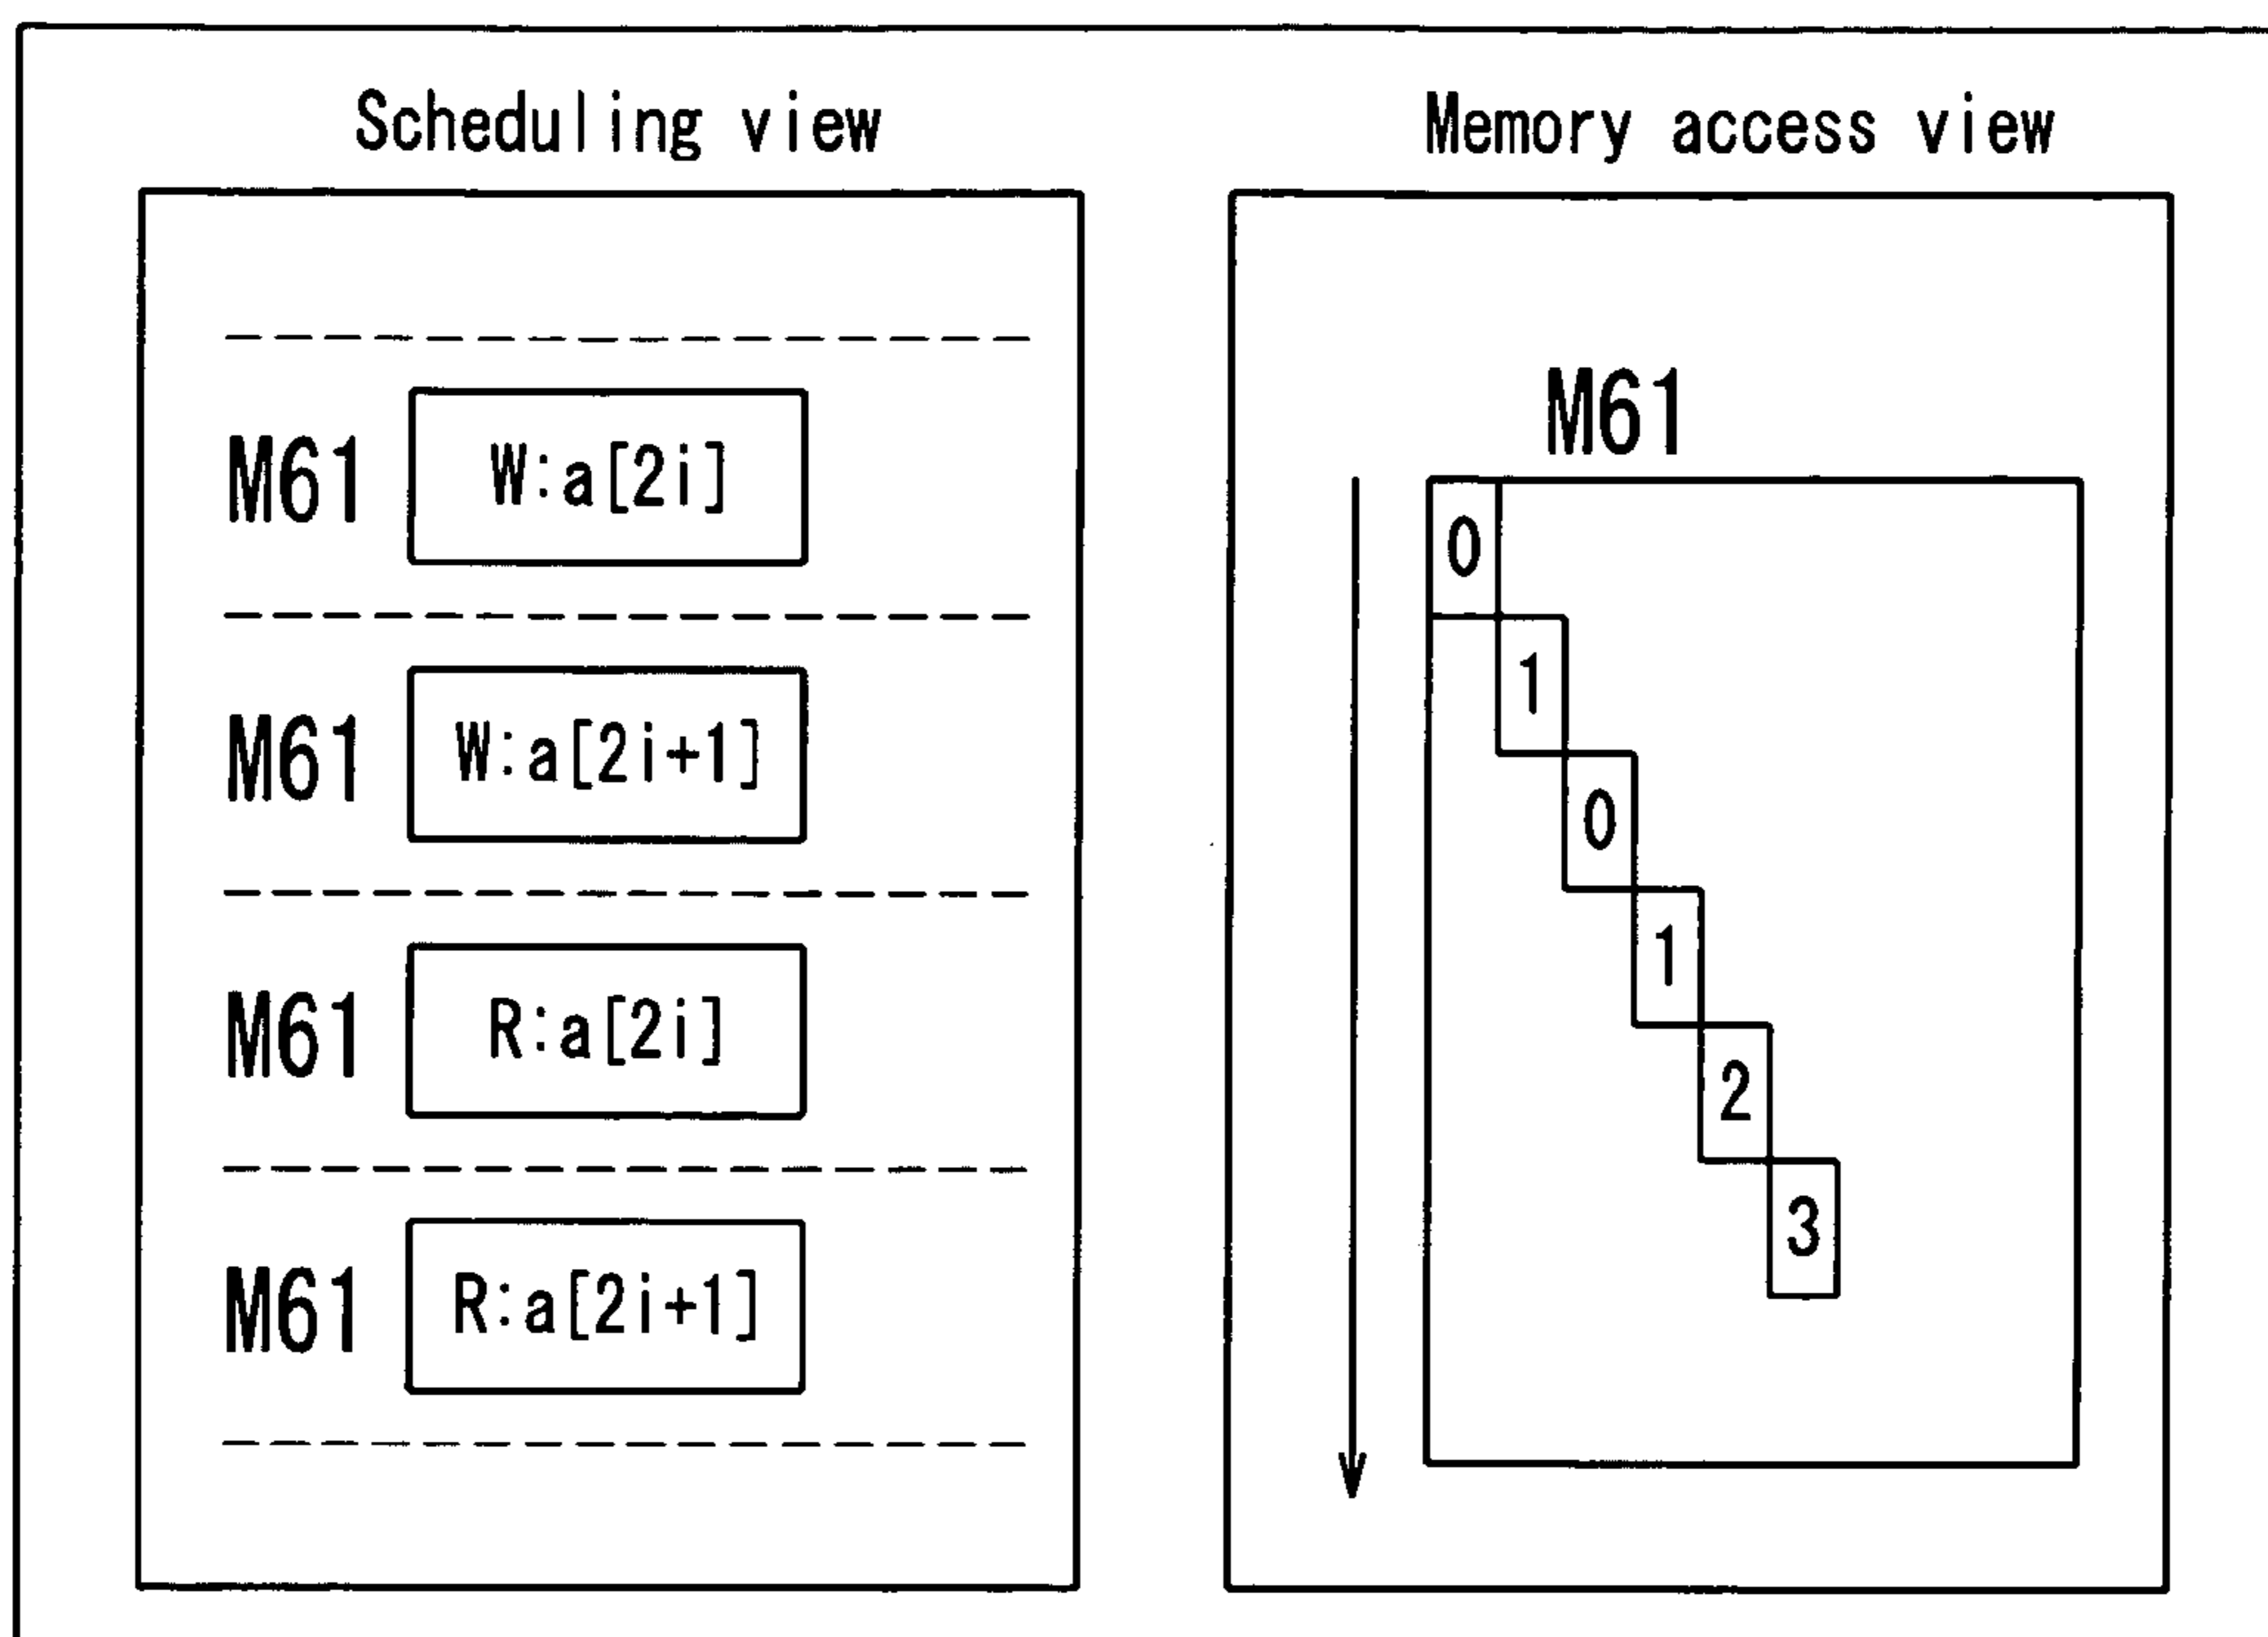 Scheduling view
M61 W:a[2i]
M61 W:a[2i+1]
M61 R:a[2i]
M61 R:a[2i+1]
Memory access view
M61
0
1
0
1
2
3